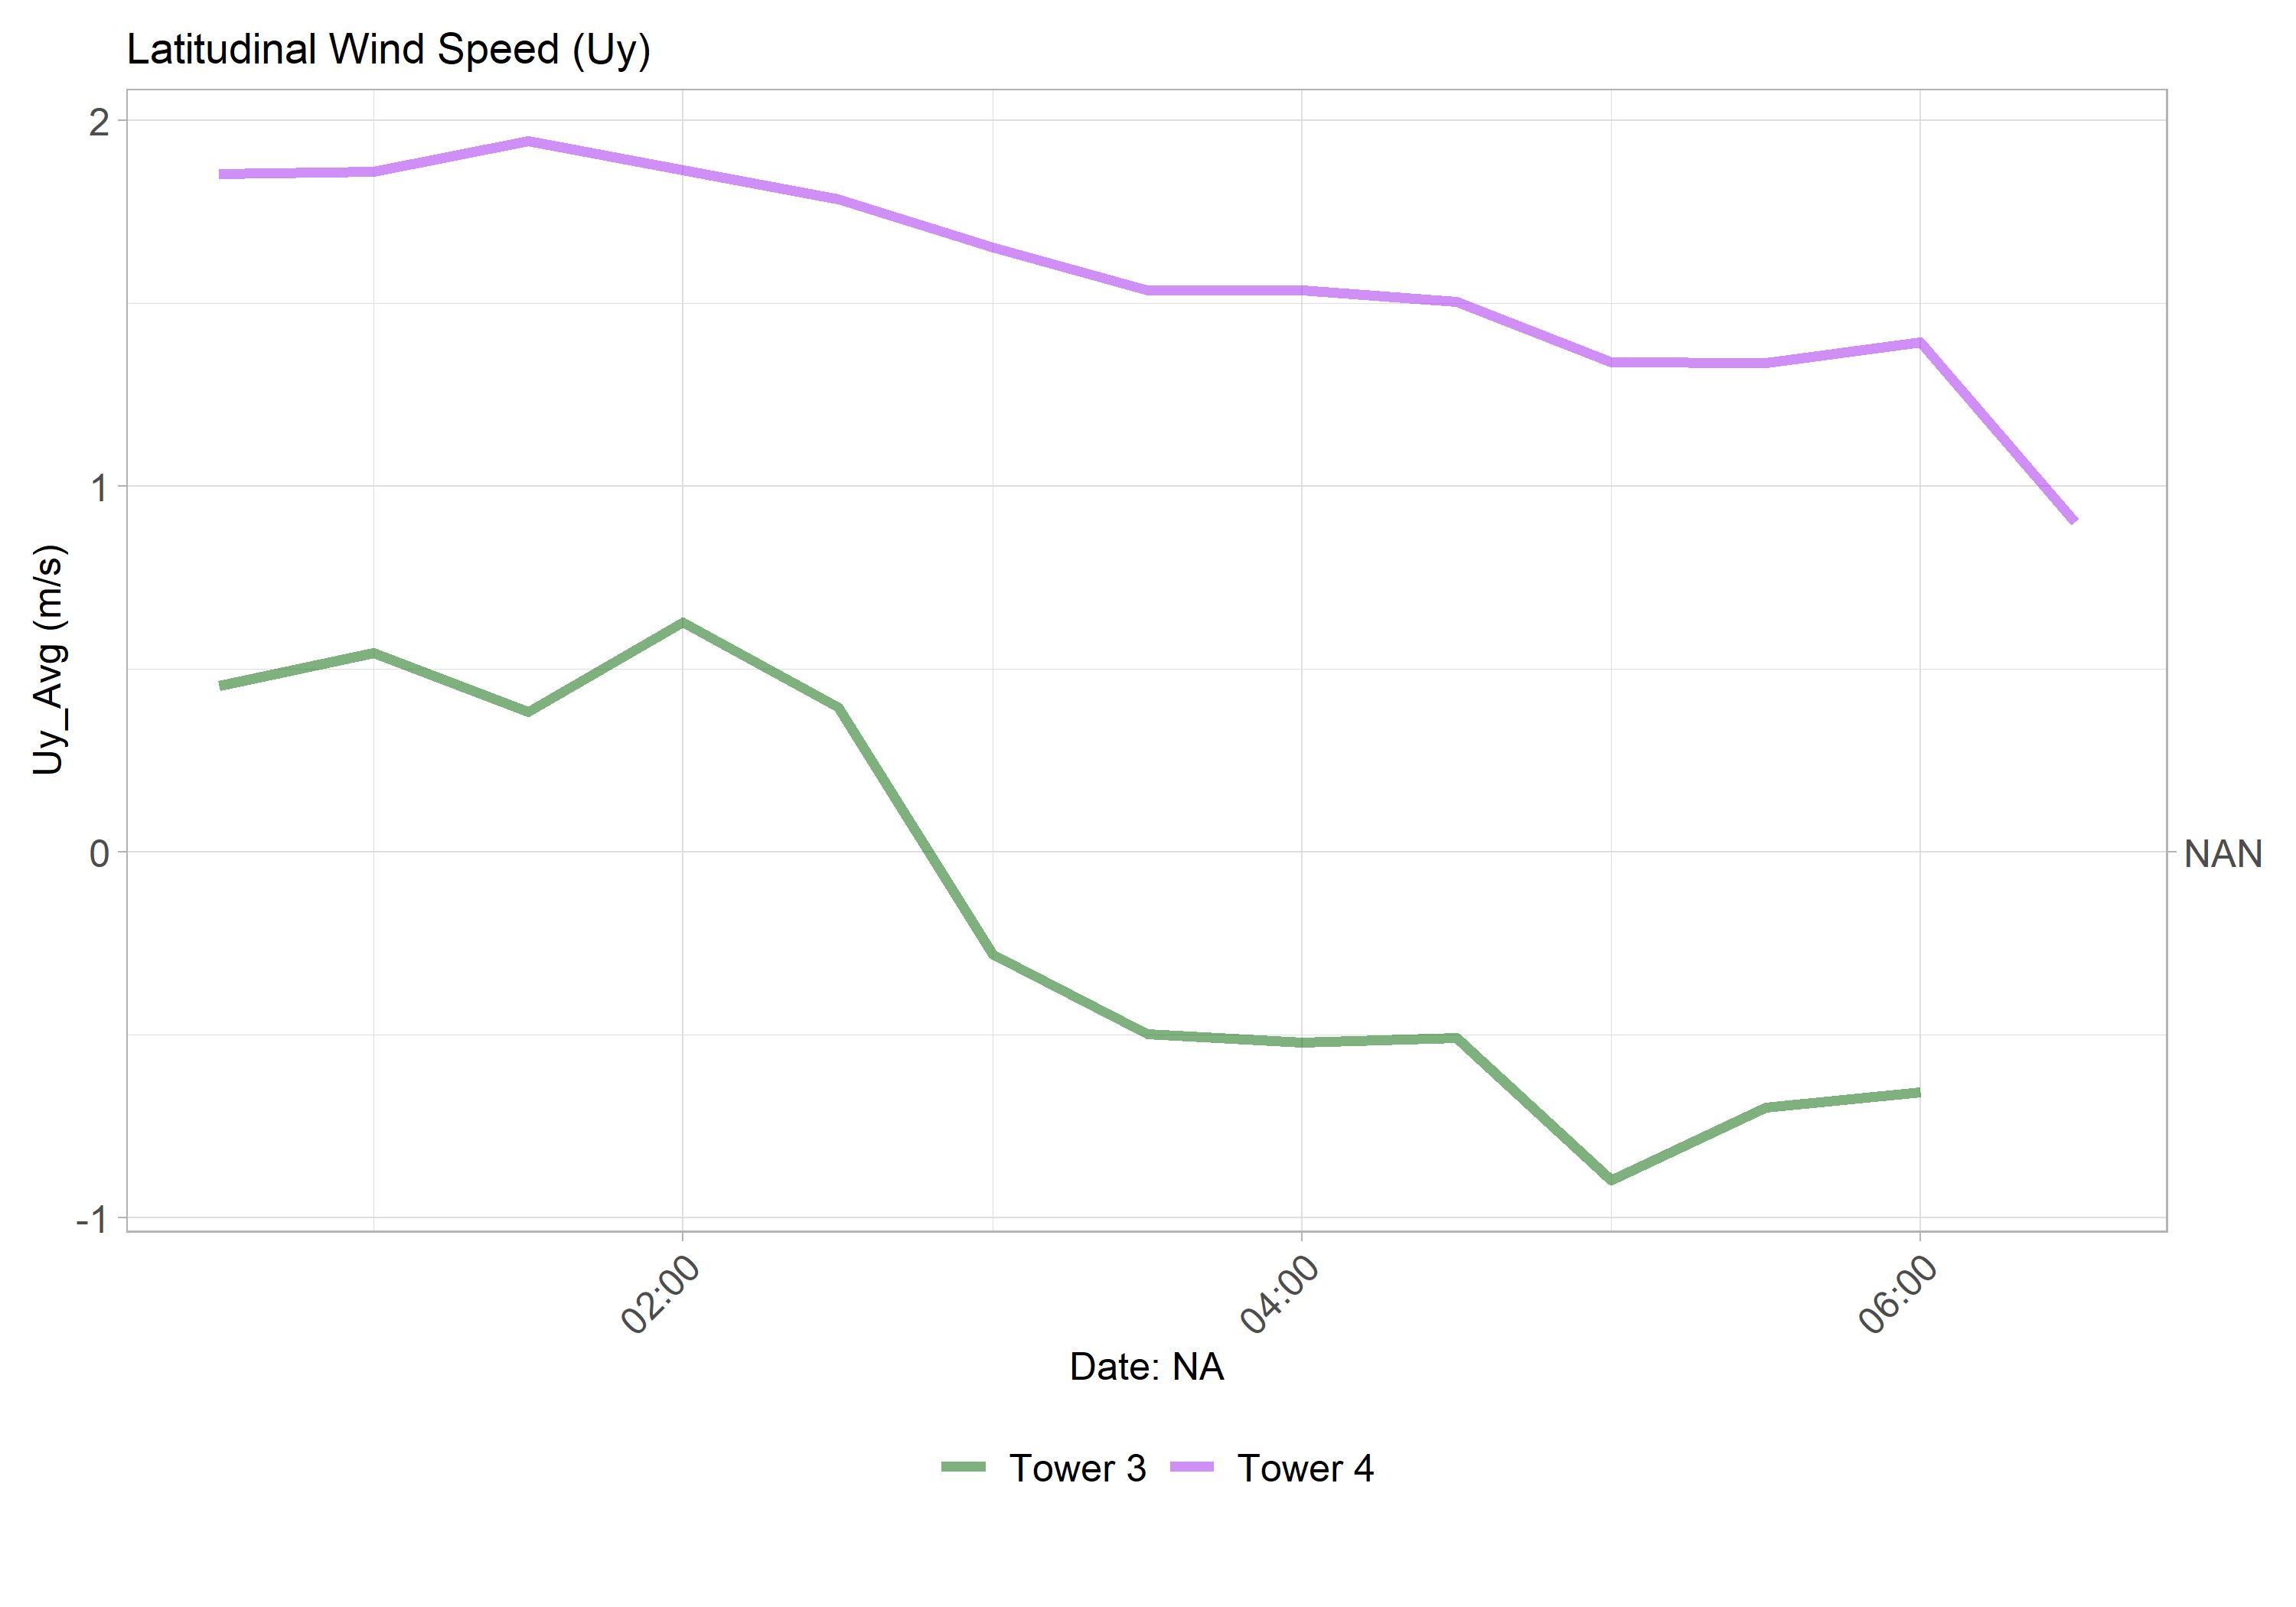 Latitudinal Wind Speed (Uy)
2
1
0
-1
Uy_Avg (m/s)
NAN
02:00
04:00
06:00
Date: NA
Tower 3
Tower 4